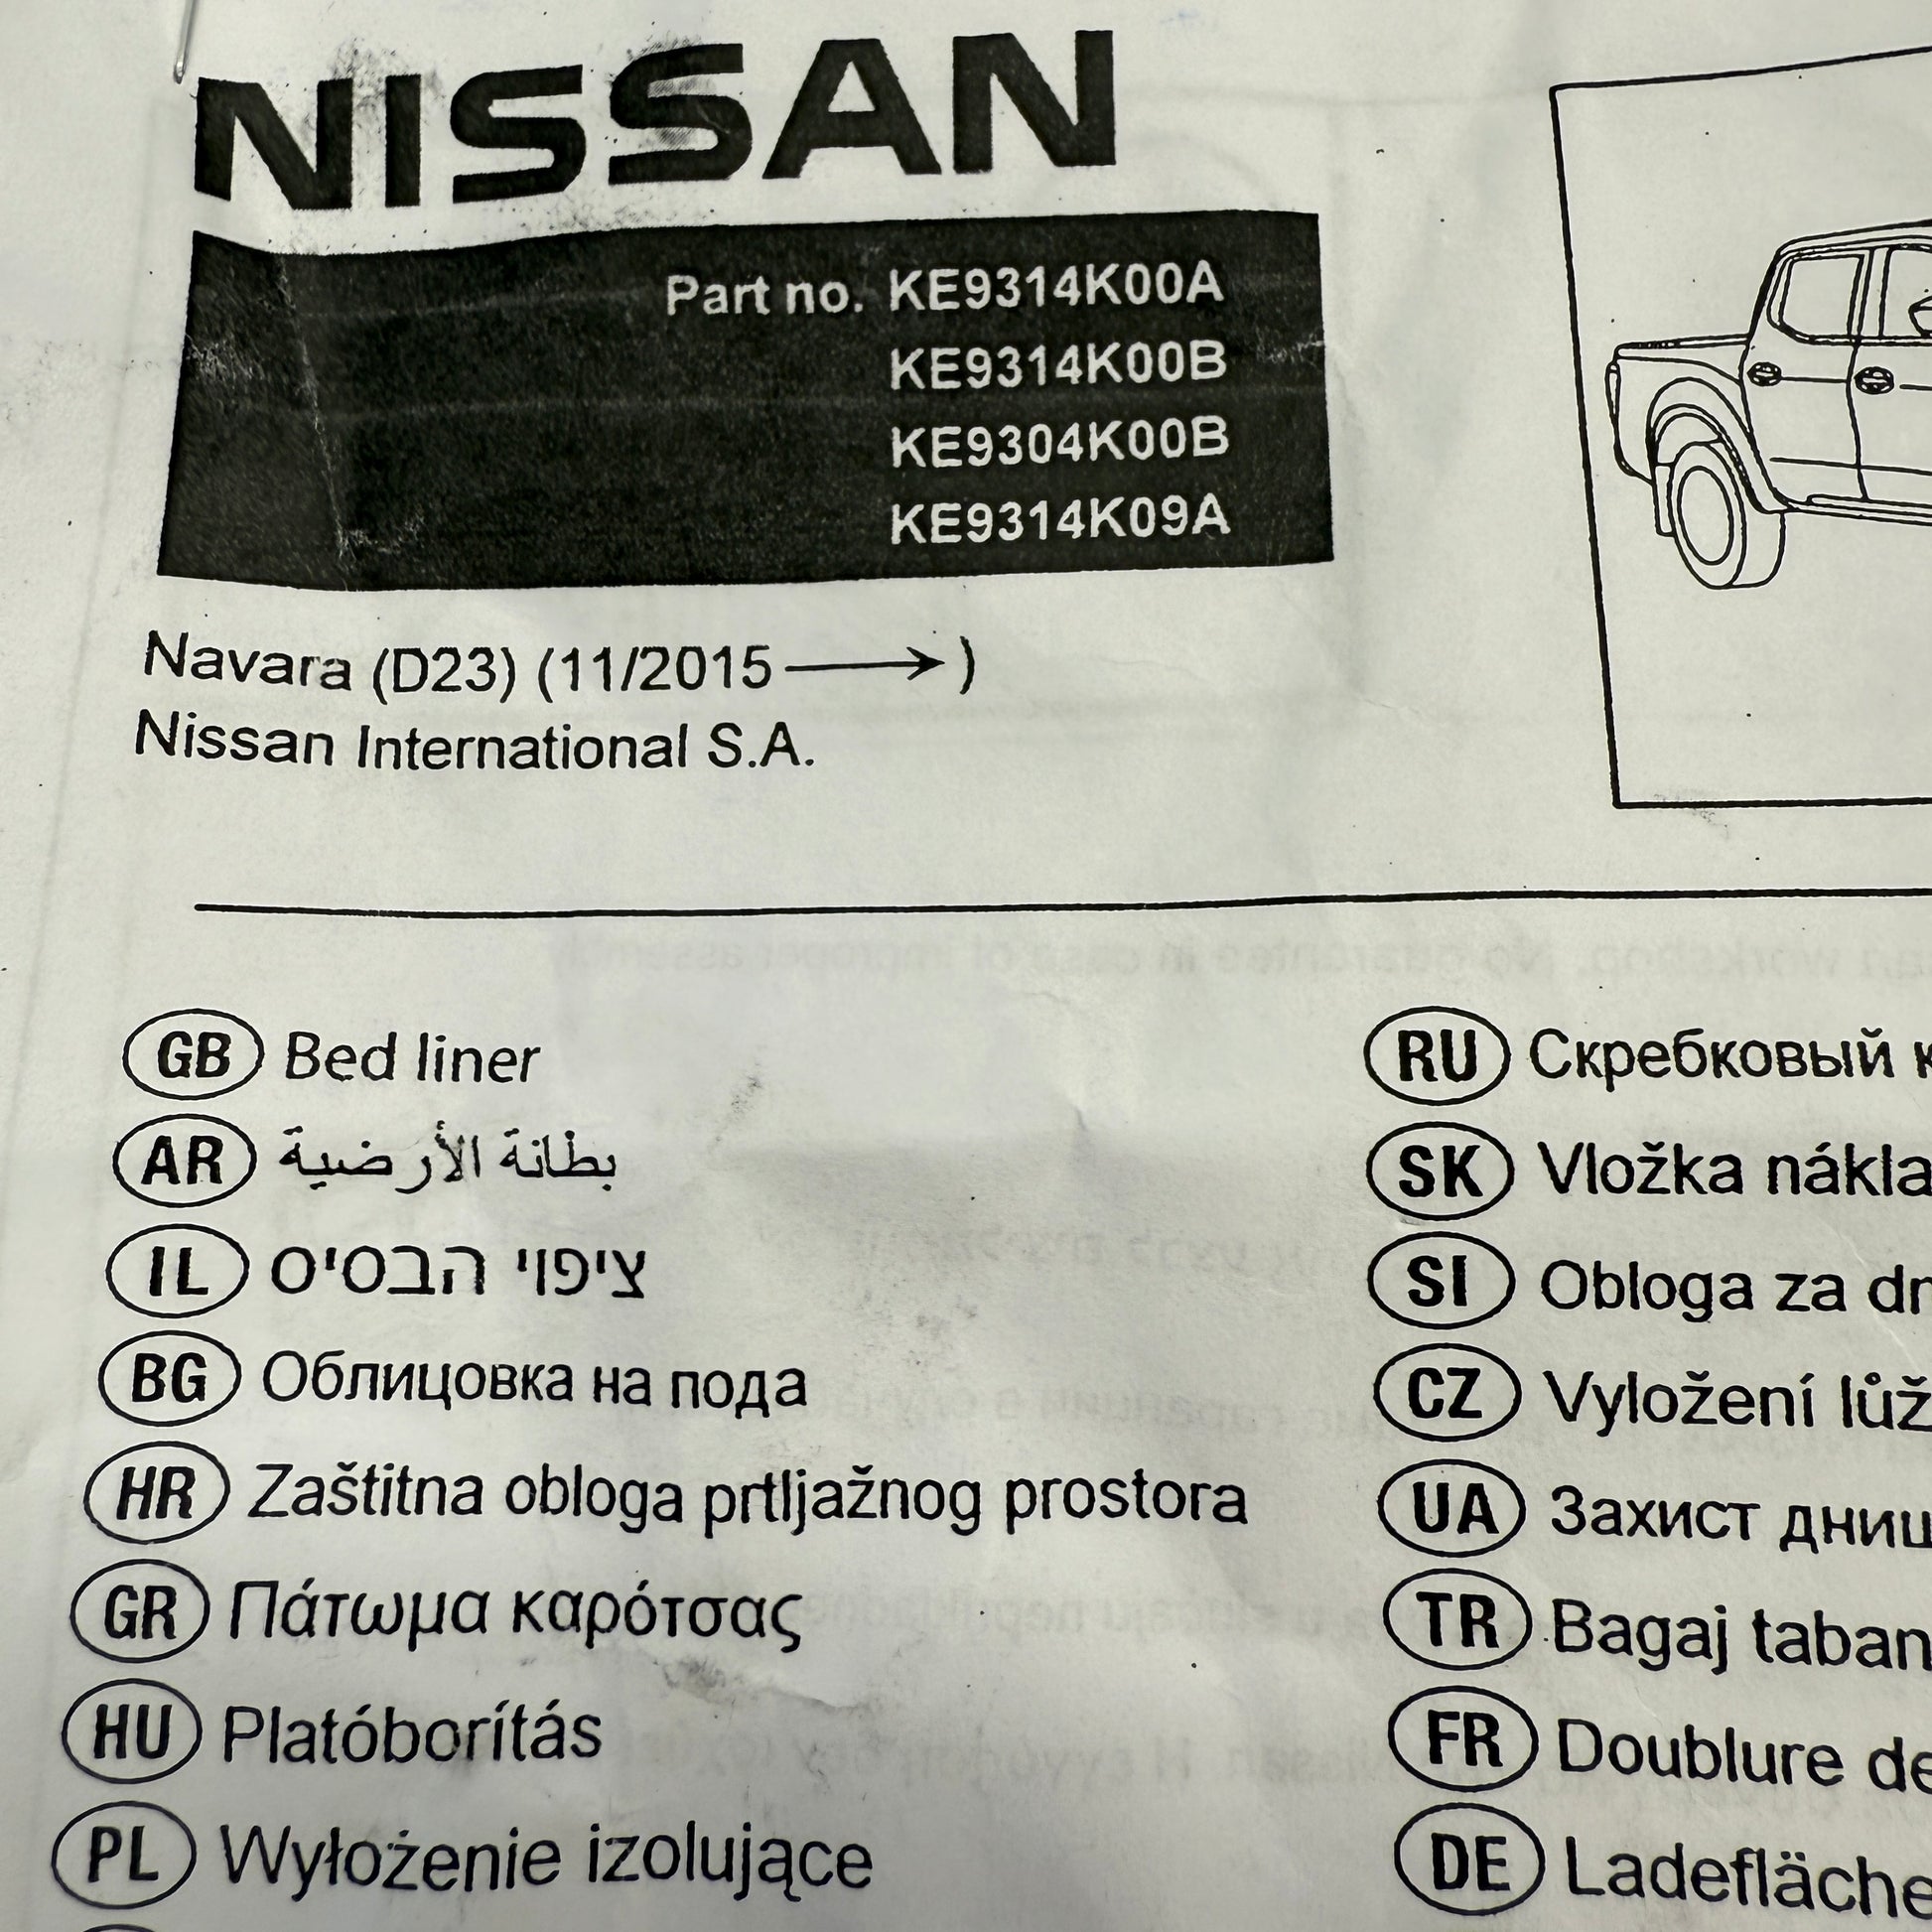 NISSAN
Part no. KE9314K00A
KE9314K00B
KE9304K00B
KE9314K09A
Navara (D23) (11/2015 → )
Nissan International S.A.
GB Bed liner
AR بطانة الأرضية
IL ציפוי הבסיס
BG Облицовка на пода
HR Zaštitna obloga prtljažnog prostora
GR Πάτωμα καρότσας
HU Platóborítás
PL Wyłożenie izolujące
RU Скребковый
SK Vložka
SI Obloga za
CZ Vyložení
UA Захист
TR Bagaj
FR Doublure
DE